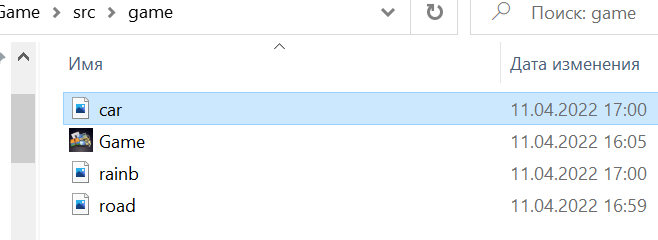 Game > src > game
Поиск: game
Имя
Дата изменения
car 11.04.2022 17:00
Game 11.04.2022 16:05
rainb 11.04.2022 17:00
road 11.04.2022 16:59